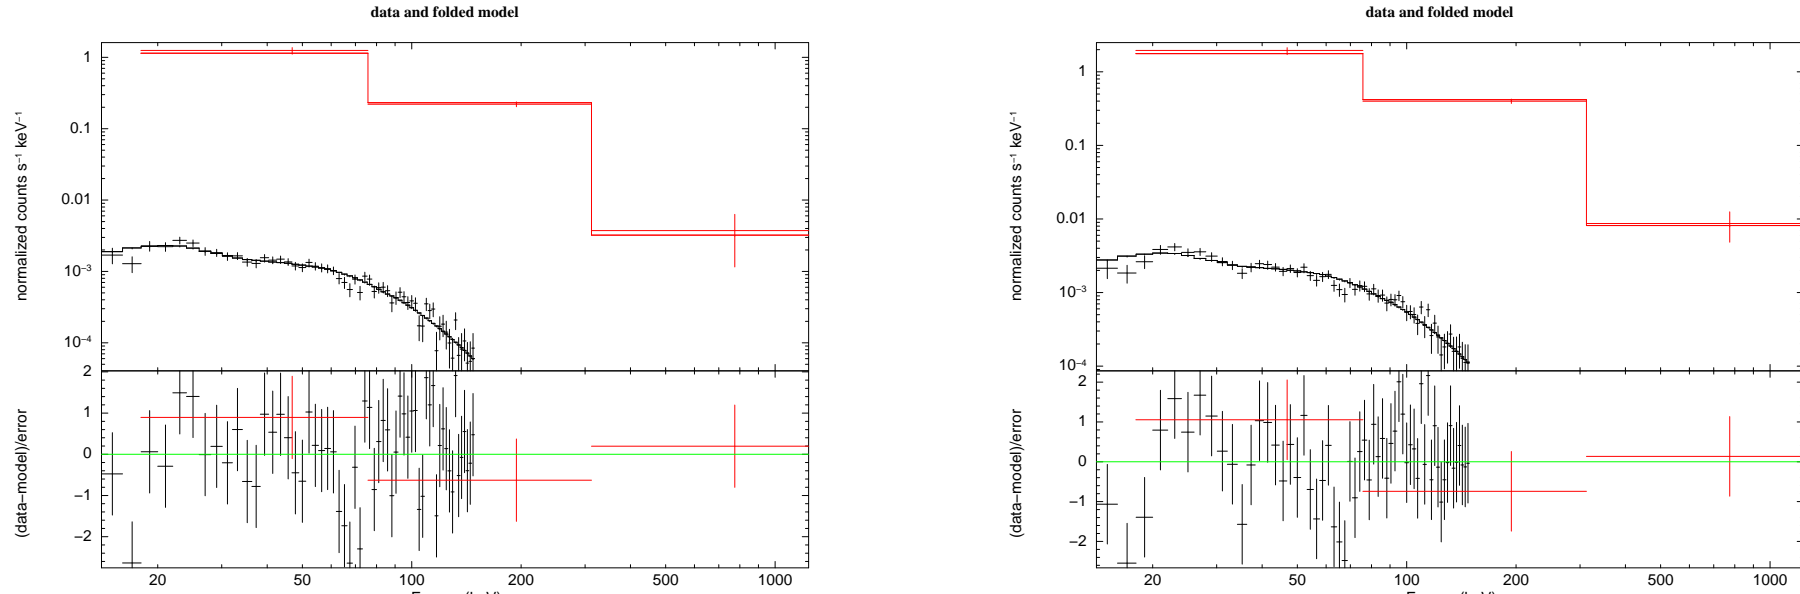 data and folded model
normalized counts s⁻¹ keV⁻¹
1
0.1
0.01
10⁻³
10⁻⁴
(data−model)/error
2
1
0
−1
−2
20 50 100 200 500 1000
data and folded model
normalized counts s⁻¹ keV⁻¹
1
0.1
0.01
10⁻³
10⁻⁴
(data−model)/error
2
1
0
−1
−2
20 50 100 200 500 1000